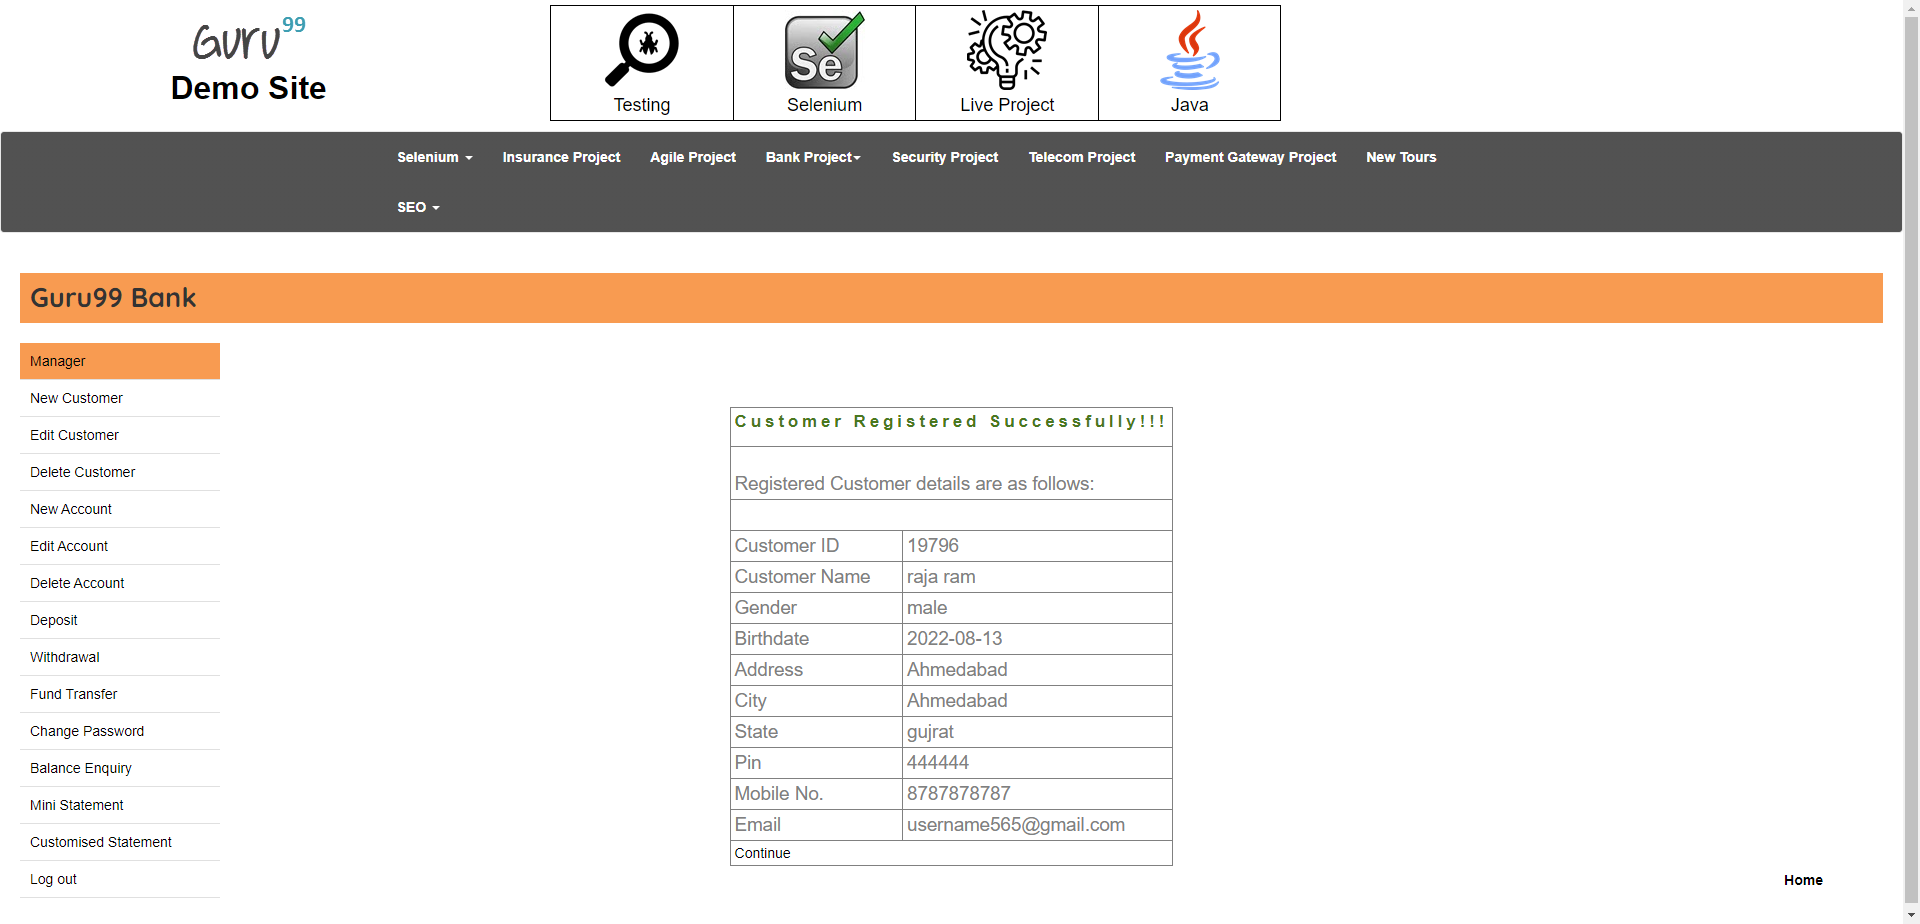 Guru99
Demo Site
Testing
Se
Selenium
Live Project
Java
Selenium
Insurance Project
Agile Project
Bank Project
Security Project
Telecom Project
Payment Gateway Project
New Tours
SEO
Guru99 Bank
Manager
New Customer
Edit Customer
Delete Customer
New Account
Edit Account
Delete Account
Deposit
Withdrawal
Fund Transfer
Change Password
Balance Enquiry
Mini Statement
Customised Statement
Log out
Customer Registered Successfully!!!
Registered Customer details are as follows:
Customer ID 19796
Customer Name raja ram
Gender male
Birthdate 2022-08-13
Address Ahmedabad
City Ahmedabad
State gujrat
Pin 444444
Mobile No. 8787878787
Email username565@gmail.com
Continue
Home